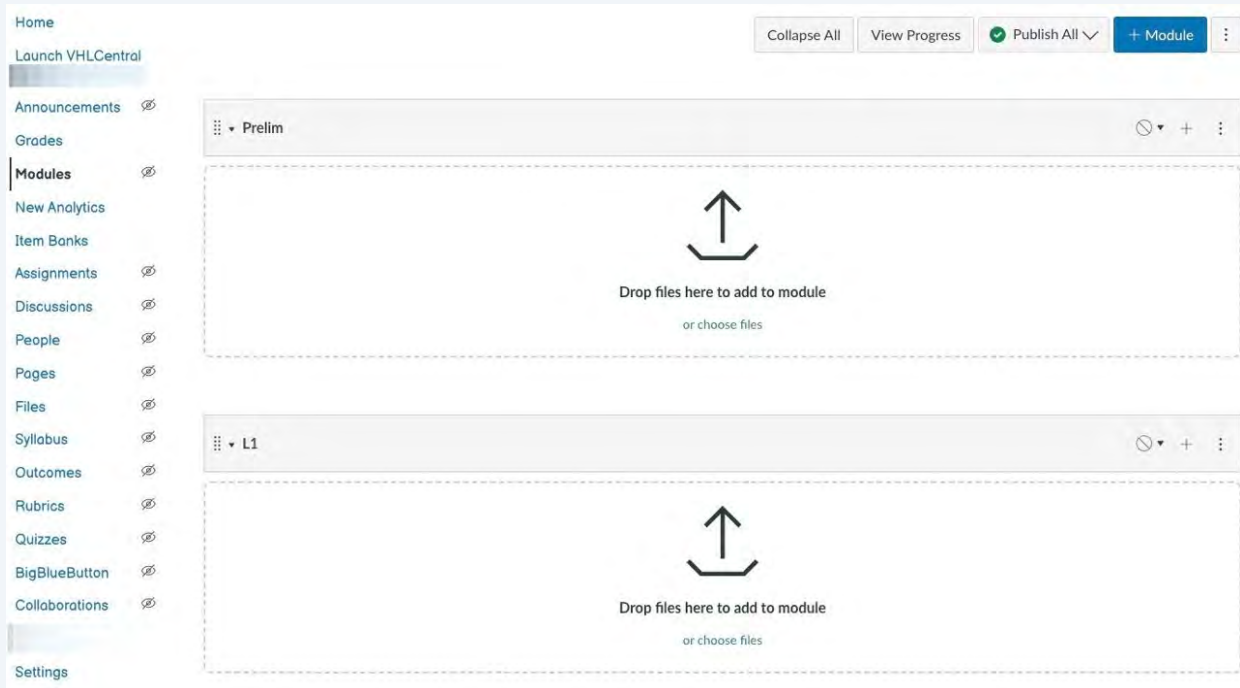 Home
Launch VHLCentral
Announcements
Grades
Modules
New Analytics
Item Banks
Assignments
Discussions
People
Pages
Files
Syllabus
Outcomes
Rubrics
Quizzes
BigBlueButton
Collaborations
Settings
Collapse All
View Progress
Publish All
+ Module
Prelim
Drop files here to add to module
or choose files
L1
Drop files here to add to module
or choose files